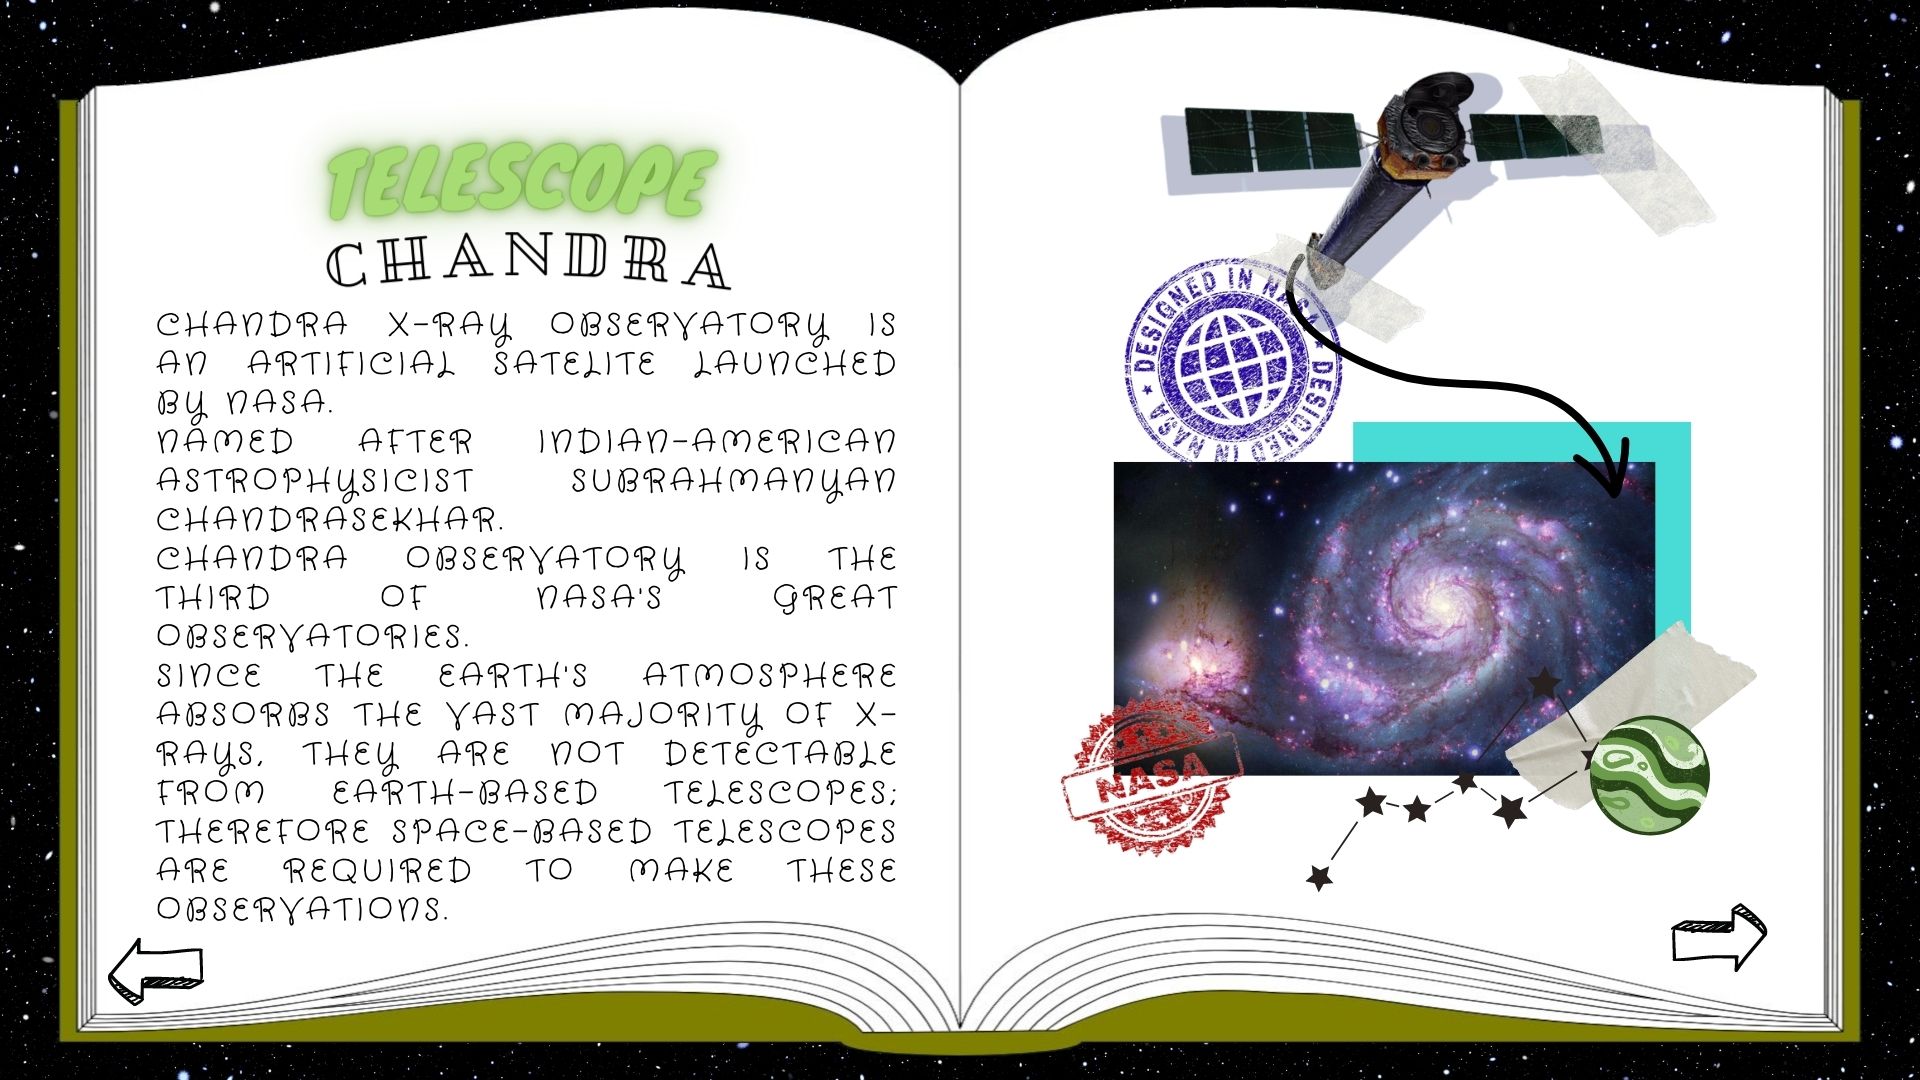 TELESCOPE
CHANDRA
CHANDRA X-RAY OBSERVATORY IS
AN ARTIFICIAL SATELITE LAUNCHED
BY NASA.
NAMED AFTER INDIAN-AMERICAN
ASTROPHYSICIST SUBRAHMANYAN
CHANDRASEKHAR.
CHANDRA OBSERVATORY IS THE
THIRD OF NASA'S GREAT
OBSERVATORIES.
SINCE THE EARTH'S ATMOSPHERE
ABSORBS THE VAST MAJORITY OF X-
RAYS, THEY ARE NOT DETECTABLE
FROM EARTH-BASED TELESCOPES;
THEREFORE SPACE-BASED TELESCOPES
ARE REQUIRED TO MAKE THESE
OBSERVATIONS.
DESIGNED IN NASA
DESIGNED IN NASA
NASA